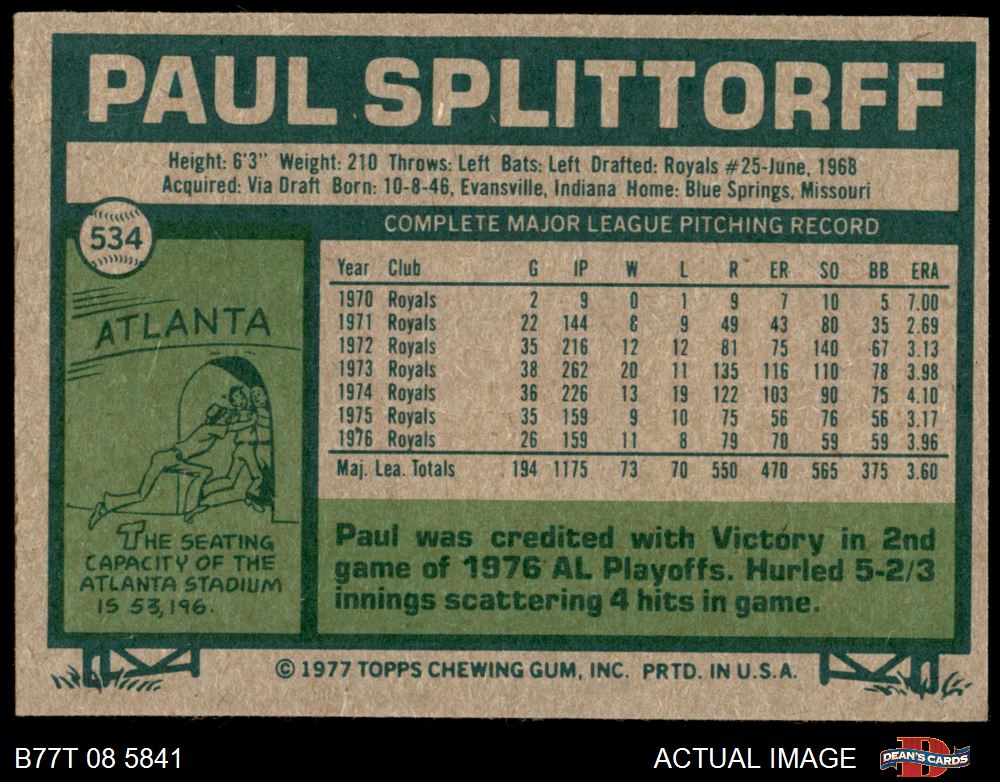 PAUL SPLITTORFF
Height: 6'3" Weight: 210 Throws: Left Bats: Left Drafted: Royals #25-June, 1968
Acquired: Via Draft Born: 10-8-46, Evansville, Indiana Home: Blue Springs, Missouri
534
COMPLETE MAJOR LEAGUE PITCHING RECORD
Year Club G IP W L R ER SO BB ERA
1970 Royals 2 9 0 1 9 7 10 5 7.00
1971 Royals 22 144 8 9 49 43 80 35 2.69
1972 Royals 35 216 12 12 81 75 140 67 3.13
1973 Royals 38 262 20 11 135 116 110 78 3.98
1974 Royals 36 226 13 19 122 103 90 75 4.10
1975 Royals 35 159 9 10 75 56 76 56 3.17
1976 Royals 26 159 11 8 79 70 59 59 3.96
Maj. Lea. Totals 194 1175 73 70 550 470 565 375 3.60
ATLANTA
THE SEATING
CAPACITY OF THE
ATLANTA STADIUM
IS 53,196.
Paul was credited with Victory in 2nd
game of 1976 AL Playoffs. Hurled 5-2/3
innings scattering 4 hits in game.
© 1977 TOPPS CHEWING GUM, INC. PRTD. IN U.S.A.
B77T 08 5841
ACTUAL IMAGE
DEAN'S CARDS